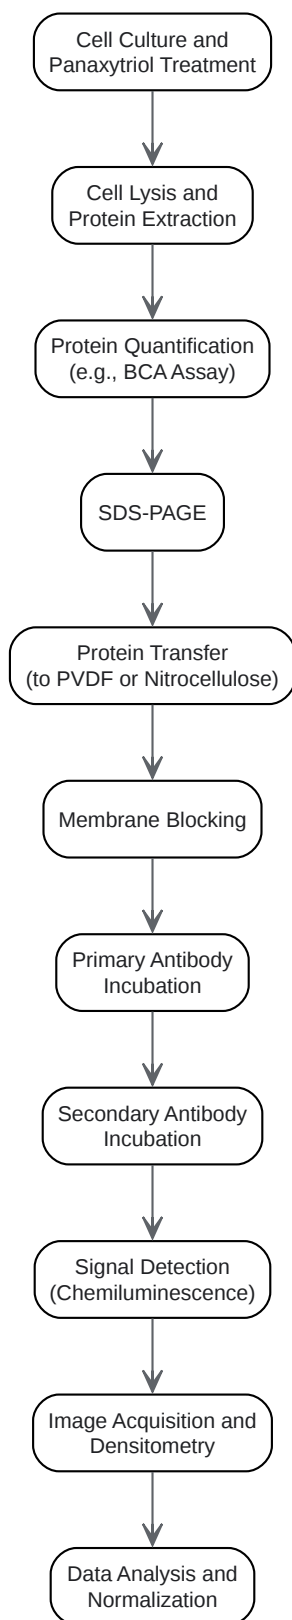 Cell Culture and
Panaxytriol Treatment
Cell Lysis and
Protein Extraction
Protein Quantification
(e.g., BCA Assay)
SDS-PAGE
Protein Transfer
(to PVDF or Nitrocellulose)
Membrane Blocking
Primary Antibody
Incubation
Secondary Antibody
Incubation
Signal Detection
(Chemiluminescence)
Image Acquisition and
Densitometry
Data Analysis and
Normalization